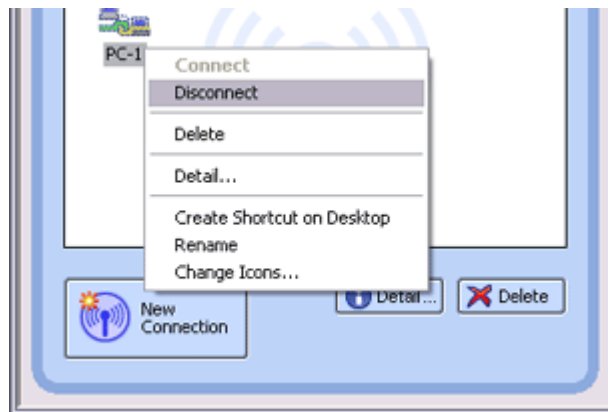 PC-1
Connect
Disconnect
Delete
Detail...
Create Shortcut on Desktop
Rename
Change Icons...
New
Connection
Detail...
Delete